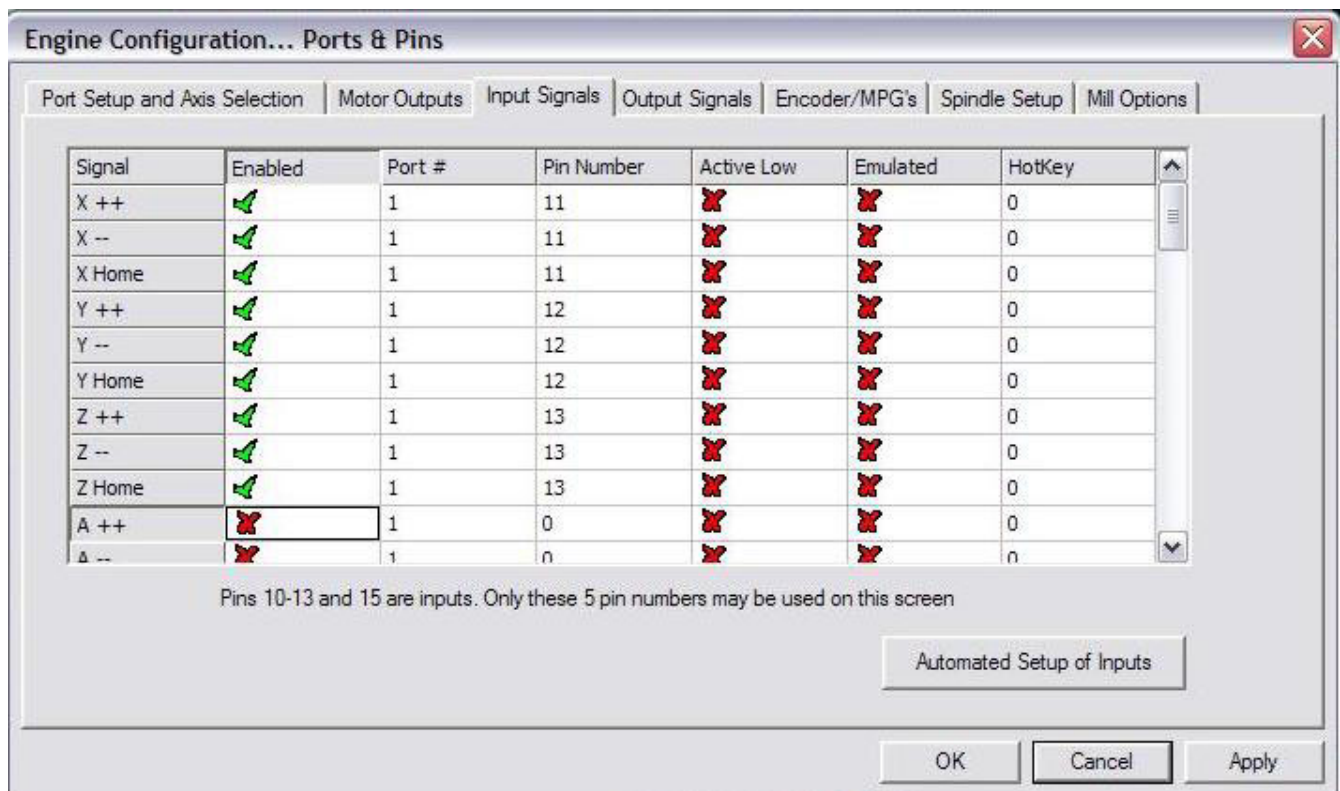 Engine Configuration... Ports & Pins
Port Setup and Axis Selection Motor Outputs Input Signals Output Signals Encoder/MPG's Spindle Setup Mill Options
Signal Enabled Port # Pin Number Active Low Emulated HotKey
X ++ 1 11 0
X -- 1 11 0
X Home 1 11 0
Y ++ 1 12 0
Y -- 1 12 0
Y Home 1 12 0
Z ++ 1 13 0
Z -- 1 13 0
Z Home 1 13 0
A ++ 1 0 0
A -- 1 0 0
Pins 10-13 and 15 are inputs. Only these 5 pin numbers may be used on this screen
Automated Setup of Inputs
OK Cancel Apply